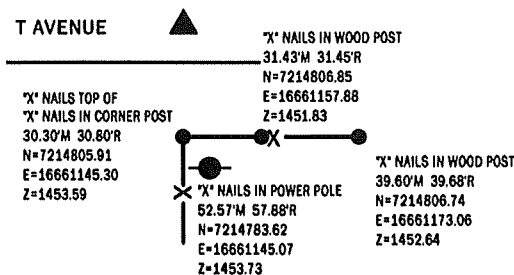 T AVENUE
"X" NAILS IN WOOD POST
31.43'M 31.45'R
N=7214806.85
E=16661157.88
Z=1451.83
"X" NAILS TOP OF
"X" NAILS IN CORNER POST
30.30'M 30.60'R
N=7214805.91
E=16661145.30
Z=1453.59
"X" NAILS IN WOOD POST
39.60'M 39.68'R
N=7214806.74
E=16661173.06
Z=1452.64
"X" NAILS IN POWER POLE
52.57'M 57.88'R
N=7214783.62
E=16661145.07
Z=1453.73